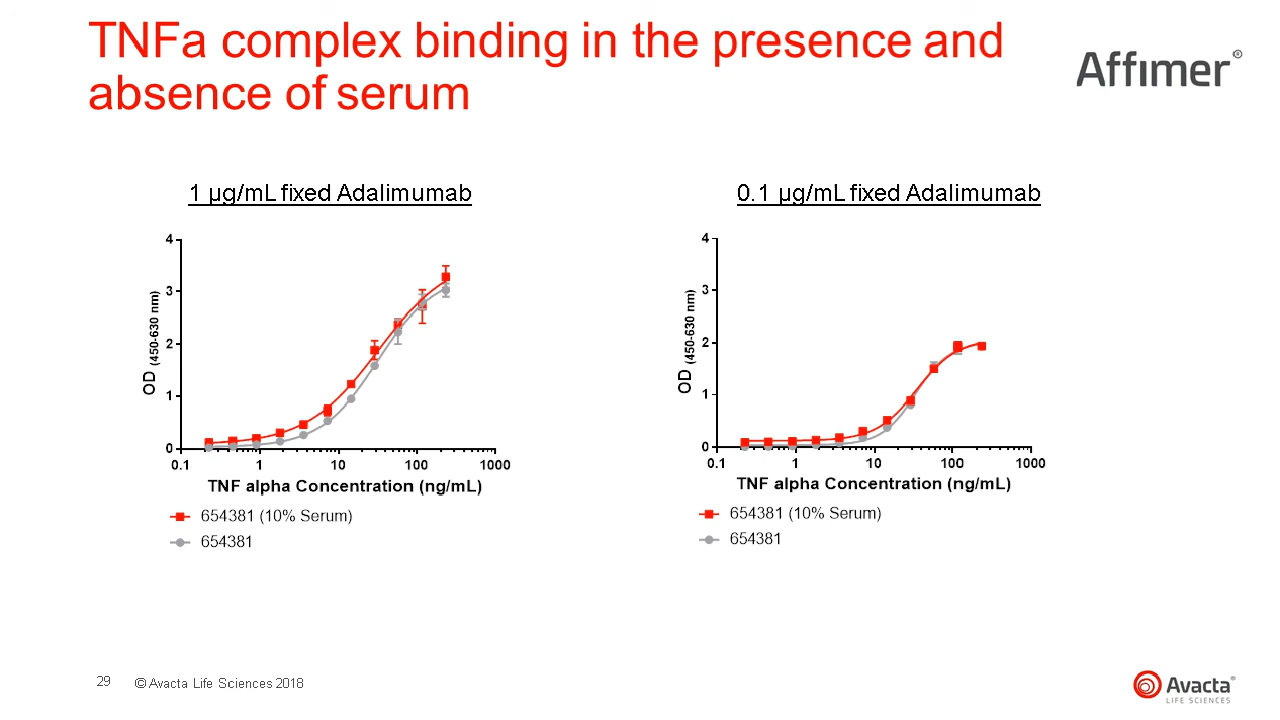 TNFa complex binding in the presence and
absence of serum
Affimer®
1 µg/mL fixed Adalimumab
4
3
2
1
0
OD (450-630 nm)
0.1
1
10
100
1000
TNF alpha Concentration (ng/mL)
654381 (10% Serum)
654381
0.1 µg/mL fixed Adalimumab
4
3
2
1
0
OD (450-630 nm)
0.1
1
10
100
1000
TNF alpha Concentration (ng/mL)
654381 (10% Serum)
654381
29
© Avacta Life Sciences 2018
Avacta®
LIFE SCIENCES